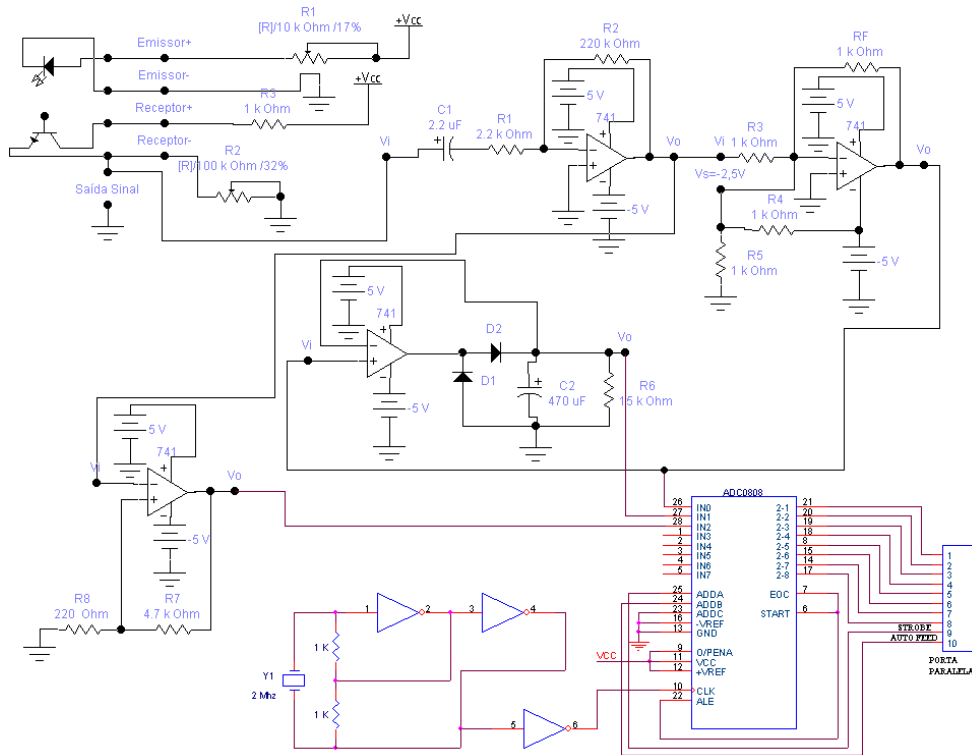 R1
[R]/10 k Ohm /17%
+Vcc
Emissor+
Emissor-
+Vcc
Receptor+
R3
1 k Ohm
Receptor-
R2
[R]/100 k Ohm /32%
Saída Sinal
Vi
C1
2.2 uF
+
R1
2.2 k Ohm
R2
220 k Ohm
5 V
741
+
-5 V
Vo
Vi
R3
1 k Ohm
Vs=-2,5V
R4
1 k Ohm
R5
1 k Ohm
RF
1 k Ohm
5 V
741
+
-5 V
Vo
Vi
5 V
741
+
-5 V
D2
D1
C2
470 uF
+
Vo
R6
15 k Ohm
Vi
5 V
741
+
-5 V
Vo
R8
220 Ohm
R7
4.7 k Ohm
Y1
2 Mhz
1 K
1 K
1
2
3
4
5
6
ADC0808
26 IN0 2-1 21
27 IN1 2-2 20
28 IN2 2-3 19
1 IN3 2-4 18
2 IN4 2-5 8
3 IN5 2-6 15
4 IN6 2-7 14
5 IN7 2-8 17
25 ADDA EOC 7
24 ADDB
23 ADDC START 6
16 -VREF
13 GND
9 O/PENA
VCC 11 VCC
12 +VREF
10 CLK
22 ALE
1
2
3
4
5
6
7
8
STROBE 9
AUTO FEED 10
PORTA
PARALELA